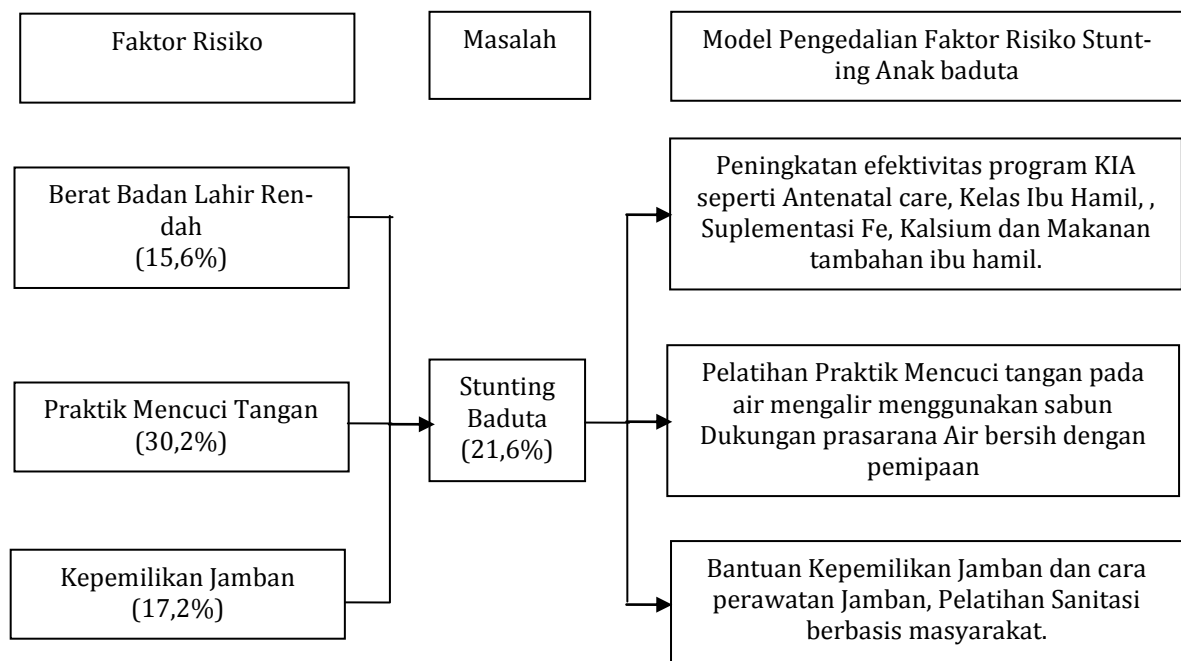 Faktor Risiko
Masalah
Model Pengedalian Faktor Risiko Stunt-
ing Anak baduta
Berat Badan Lahir Ren-
dah
(15,6%)
Praktik Mencuci Tangan
(30,2%)
Kepemilikan Jamban
(17,2%)
Stunting
Baduta
(21,6%)
Peningkatan efektivitas program KIA
seperti Antenatal care, Kelas Ibu Hamil, ,
Suplementasi Fe, Kalsium dan Makanan
tambahan ibu hamil.
Pelatihan Praktik Mencuci tangan pada
air mengalir menggunakan sabun
Dukungan prasarana Air bersih dengan
pemipaan
Bantuan Kepemilikan Jamban dan cara
perawatan Jamban, Pelatihan Sanitasi
berbasis masyarakat.